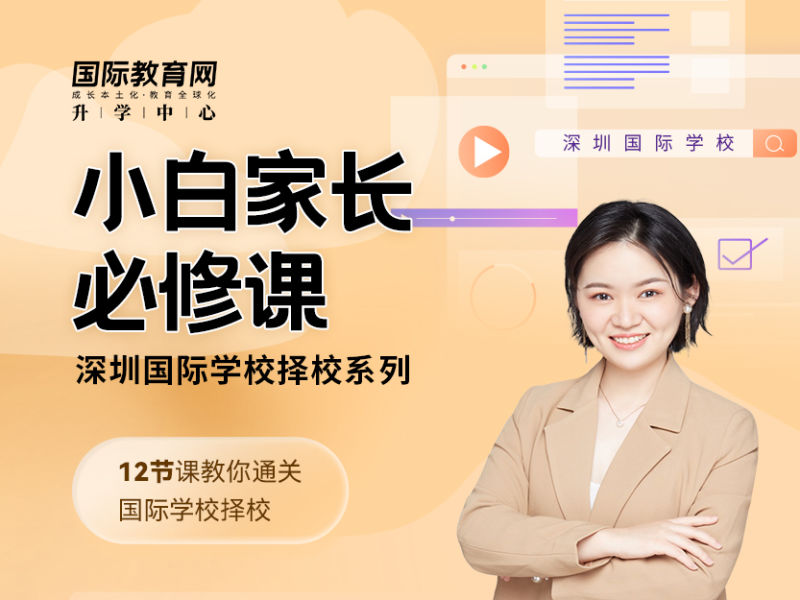 国际教育网
成长本土化·教育全球化
升|学|中|心
深圳国际学校
小白家长
必修课
深圳国际学校择校系列
12节课教你通关
国际学校择校